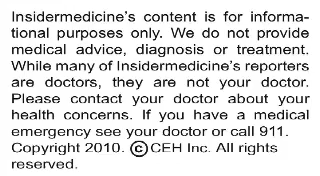 Insidermedicine's content is for informa-
tional purposes only. We do not provide
medical advice, diagnosis or treatment.
While many of Insidermedicine's reporters
are doctors, they are not your doctor.
Please contact your doctor about your
health concerns. If you have a medical
emergency see your doctor or call 911.
Copyright 2010. ©CEH Inc. All rights
reserved.